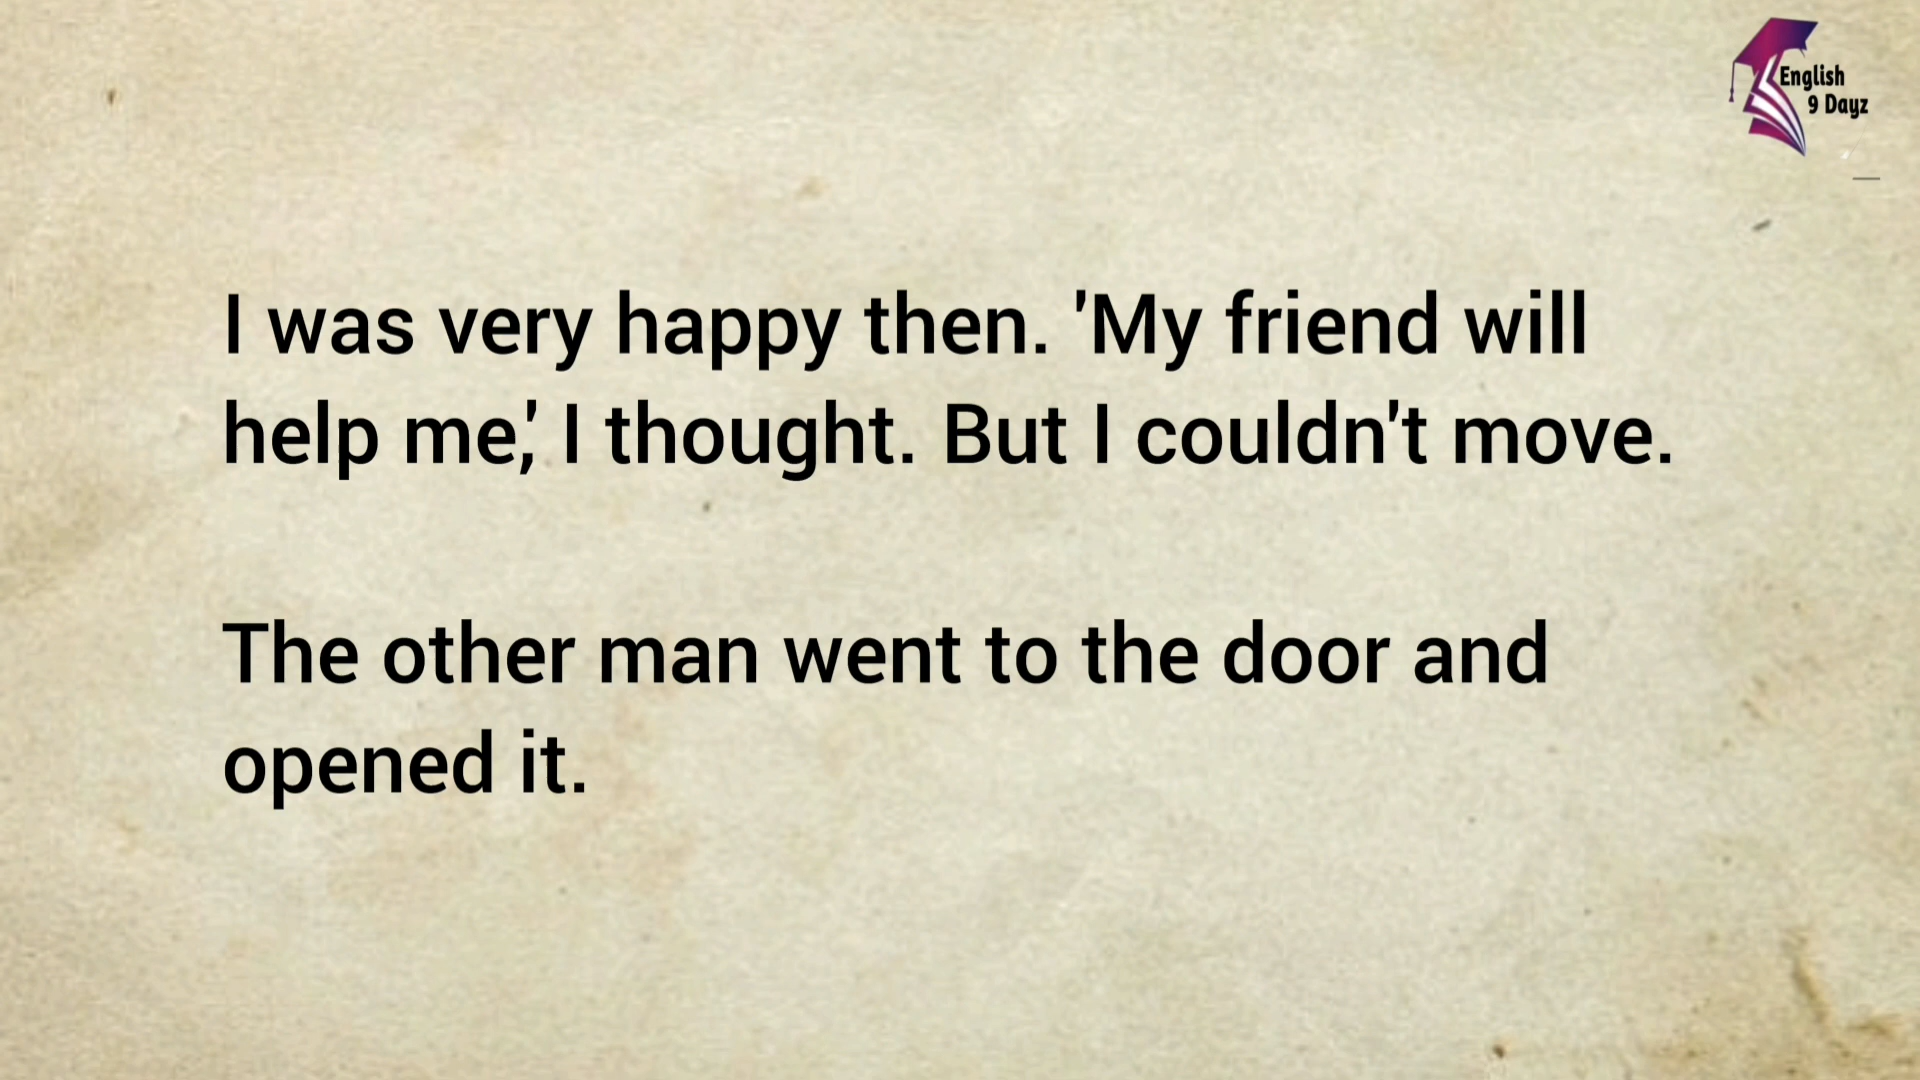 English
9 Dayz
I was very happy then. 'My friend will
help me,' I thought. But I couldn't move.
The other man went to the door and
opened it.